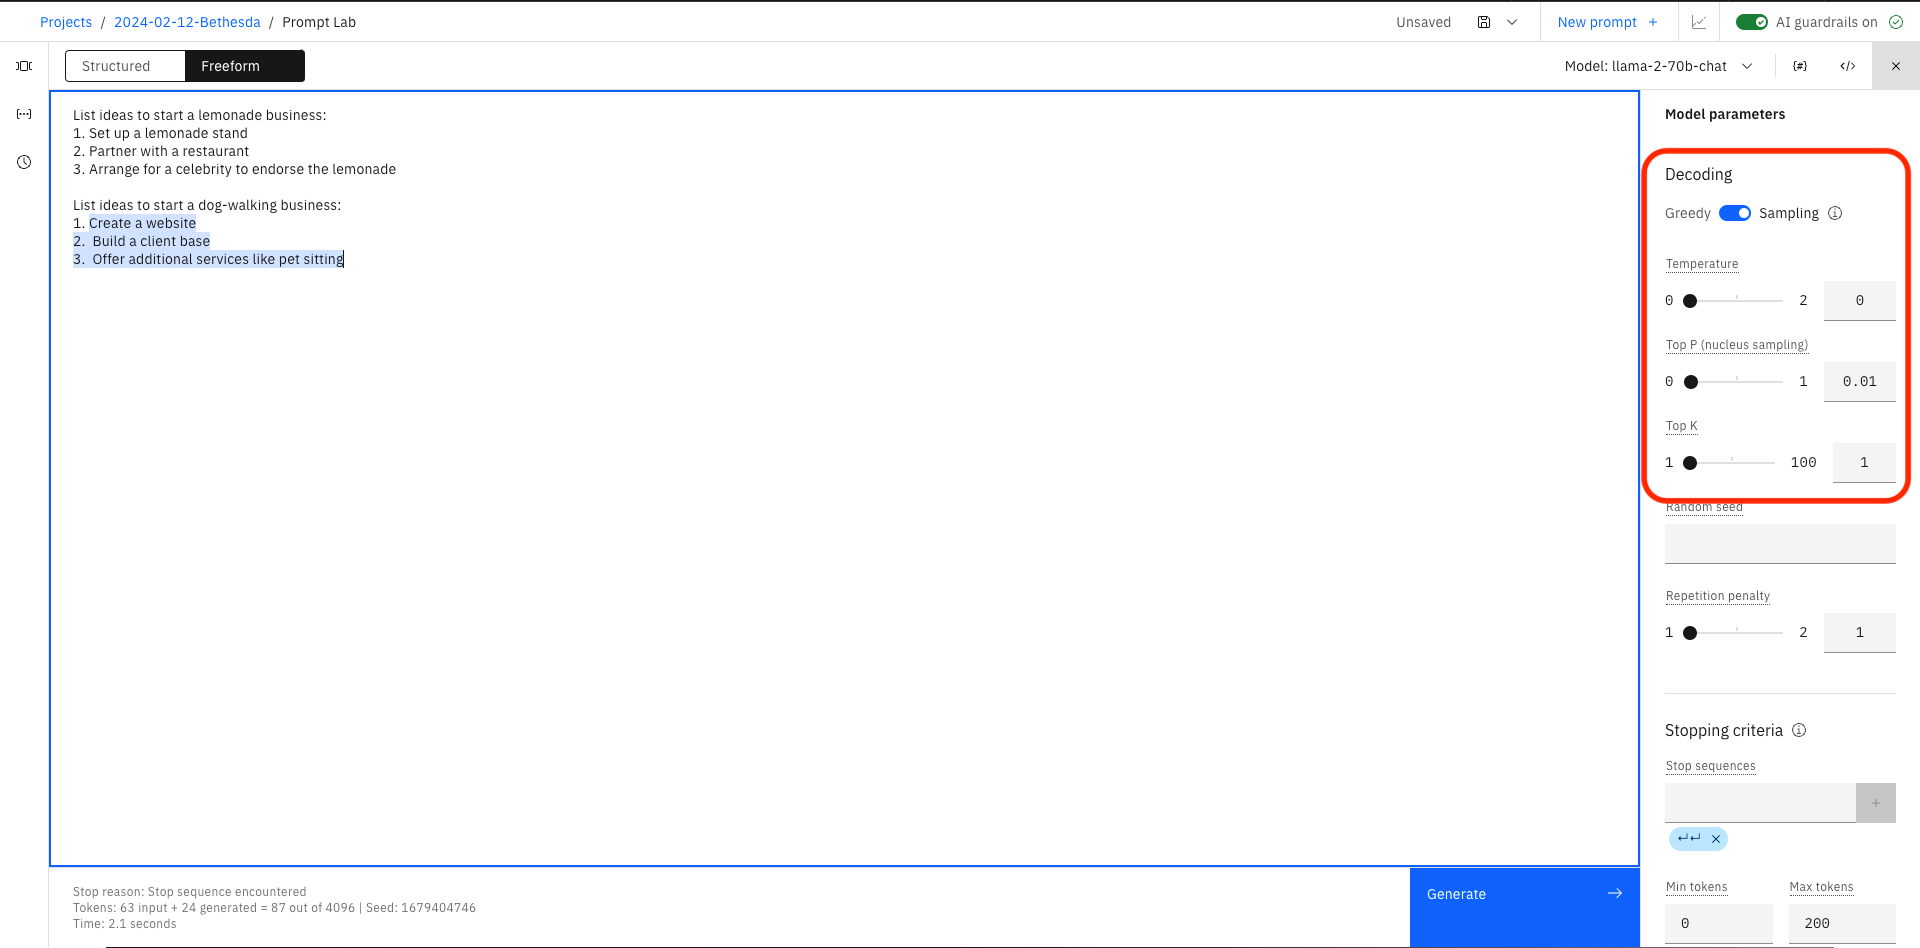 Projects / 2024-02-12-Bethesda / Prompt Lab
Unsaved
New prompt +
AI guardrails on
Structured
Freeform
Model: llama-2-70b-chat
{#}
</>
List ideas to start a lemonade business:
1. Set up a lemonade stand
2. Partner with a restaurant
3. Arrange for a celebrity to endorse the lemonade
List ideas to start a dog-walking business:
1. Create a website
2.  Build a client base
3.  Offer additional services like pet sitting
Stop reason: Stop sequence encountered
Tokens: 63 input + 24 generated = 87 out of 4096 | Seed: 1679404746
Time: 2.1 seconds
Generate
Model parameters
Decoding
Greedy Sampling
Temperature
0 2 0
Top P (nucleus sampling)
0 1 0.01
Top K
1 100 1
Random seed
Repetition penalty
1 2 1
Stopping criteria
Stop sequences
+
↵↵ ×
Min tokens Max tokens
0 200